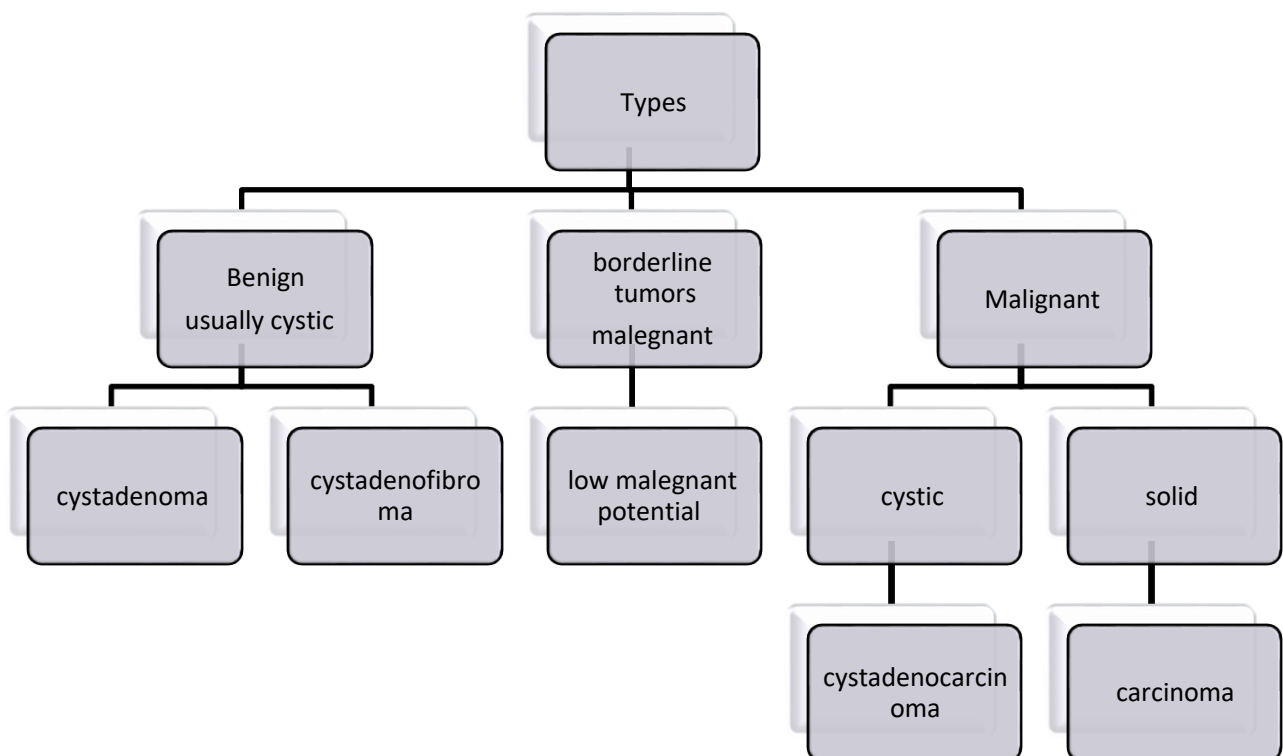 Types
Benign
usually cystic
borderline
tumors
malegnant
Malignant
cystadenoma
cystadenofibro
ma
low malegnant
potential
cystic
solid
cystadenocarcin
oma
carcinoma